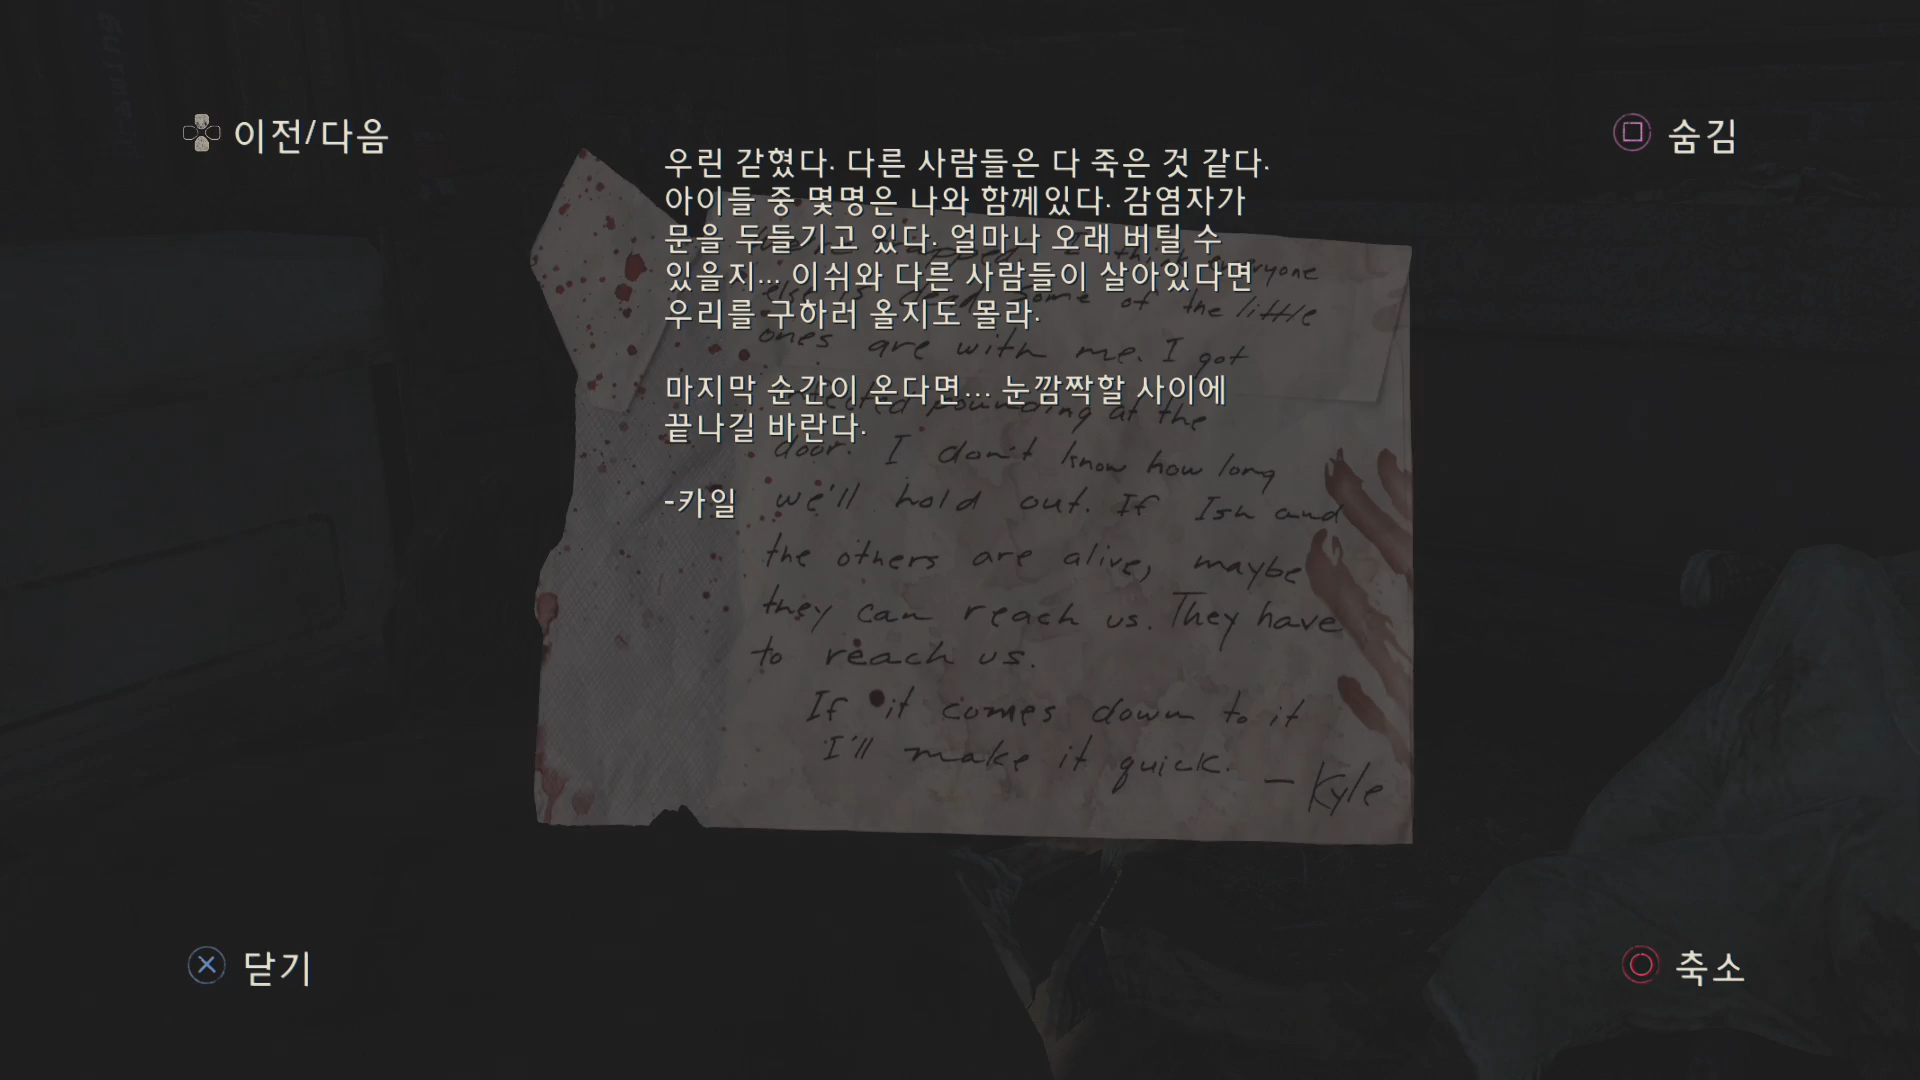 이전/다음
숨김
우린 갇혔다. 다른 사람들은 다 죽은 것 같다.
아이들 중 몇명은 나와 함께있다. 감염자가
문을 두들기고 있다. 얼마나 오래 버틸 수
있을지... 이쉬와 다른 사람들이 살아있다면
우리를 구하러 올지도 몰라.
마지막 순간이 온다면... 눈깜짝할 사이에
끝나길 바란다.
-카일
trapped. I think everyone
else is dead. Some of the little
ones are with me. I got
infected pounding at the
door. I don't know how long
we'll hold out. If Ish and
the others are alive, maybe
they can reach us. They have
to reach us.
If it comes down to it
I'll make it quick. — Kyle
닫기
축소